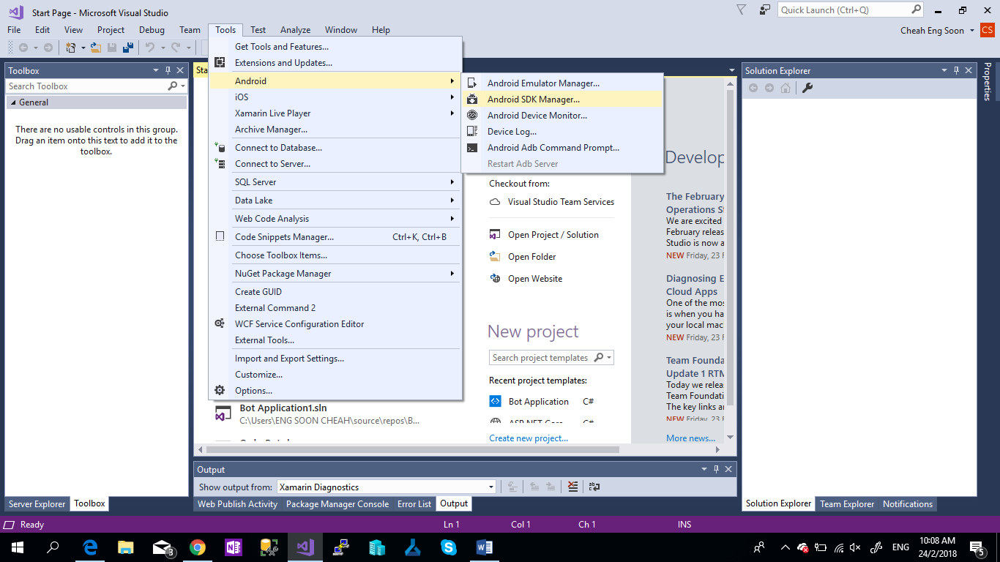 Start Page - Microsoft Visual Studio
Quick Launch (Ctrl+Q)
File Edit View Project Debug Team Tools Test Analyze Window Help
Cheah Eng Soon CS
Toolbox
Search Toolbox
General
There are no usable controls in this group.
Drag an item onto this text to add it to the
toolbox.
Server Explorer Toolbox
Get Tools and Features...
Extensions and Updates...
Android
iOS
Xamarin Live Player
Archive Manager...
Connect to Database...
Connect to Server...
SQL Server
Data Lake
Web Code Analysis
Code Snippets Manager... Ctrl+K, Ctrl+B
Choose Toolbox Items...
NuGet Package Manager
Create GUID
External Command 2
WCF Service Configuration Editor
External Tools...
Import and Export Settings...
Customize...
Options...
Android Emulator Manager...
Android SDK Manager...
Android Device Monitor...
Device Log...
Android Adb Command Prompt...
Restart Adb Server
Bot Application1.sln
C:\Users\ENG SOON CHEAH\source\repos\B...
Checkout from:
Visual Studio Team Services
Open Project / Solution
Open Folder
Open Website
New project
Search project templates
Recent project templates:
Bot Application C#
ASP.NET Core C#
Create new project...
Develop
The February
Operations St
We are excited
February releas
Studio is now a
NEW Friday, 23 F
Diagnosing E
Cloud Apps
One of the mos
is when you ha
your local mac
NEW Friday, 23 F
Team Founda
Update 1 RTM
Today we relea
Team Foundati
The key links ar
NEW Friday, 23 F
More news...
Output
Show output from: Xamarin Diagnostics
Web Publish Activity Package Manager Console Error List Output
Solution Explorer
Properties
Solution Explorer Team Explorer Notifications
Ready Ln 1 Col 1 Ch 1 INS
3
ENG
10:08 AM
24/2/2018
5